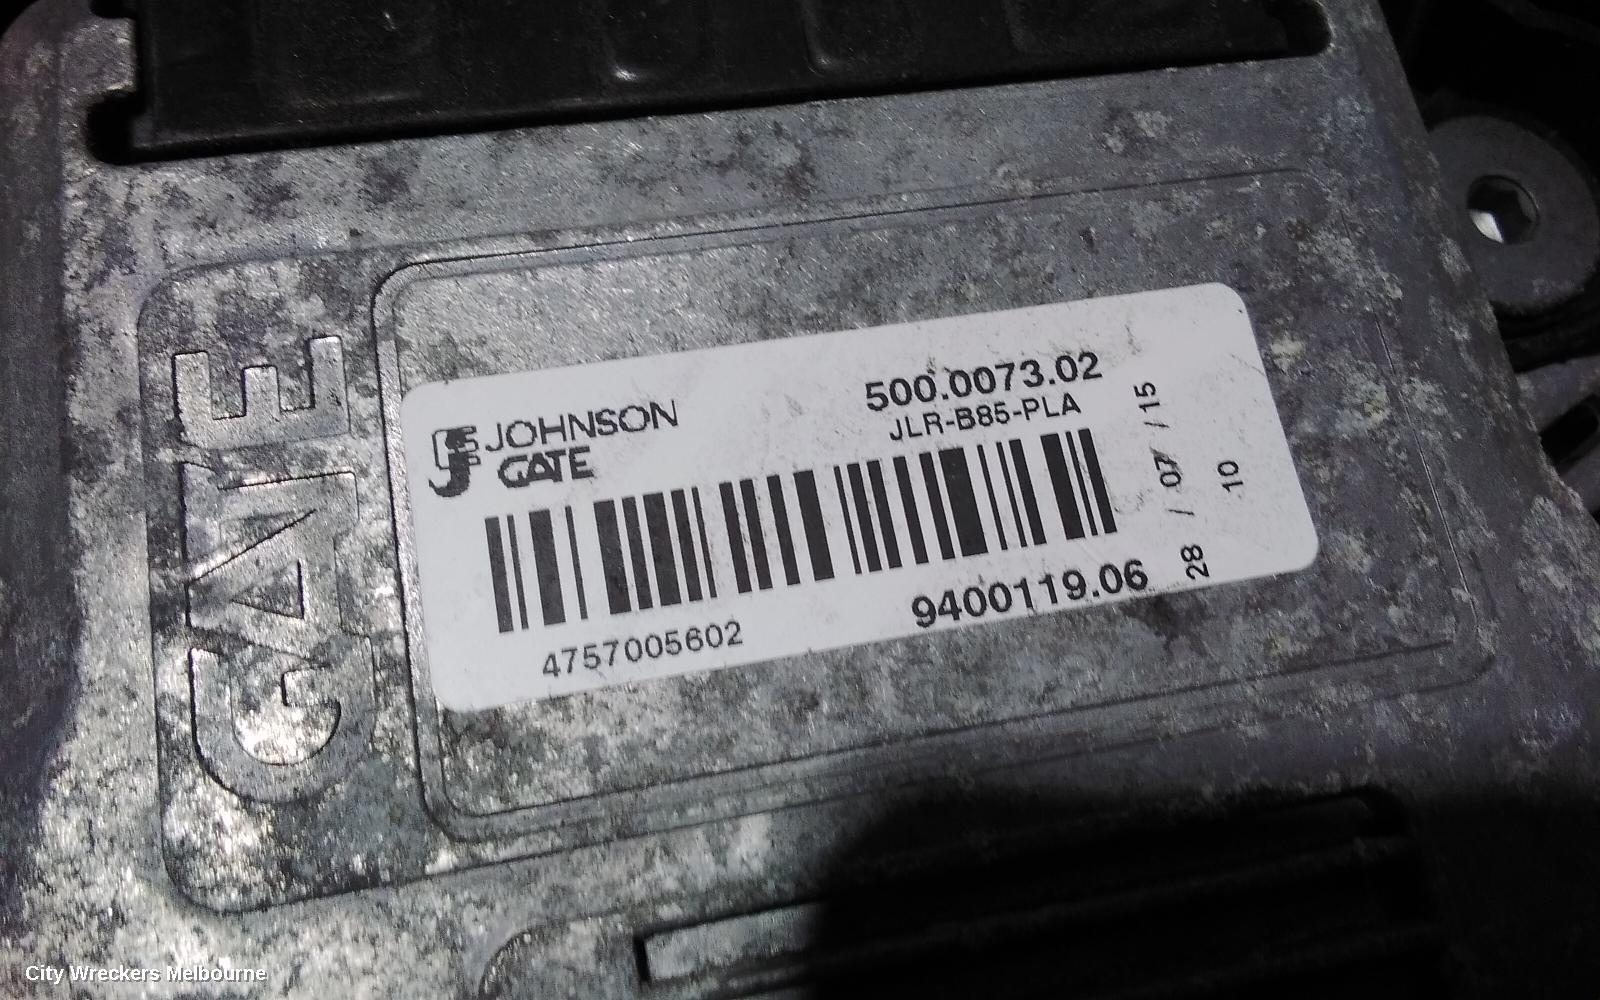 GATE
JOHNSON
GATE
500.0073.02
JLR-B85-PLA
4757005602
9400119.06
28 / 07 / 15
10
City Wreckers Melbourne